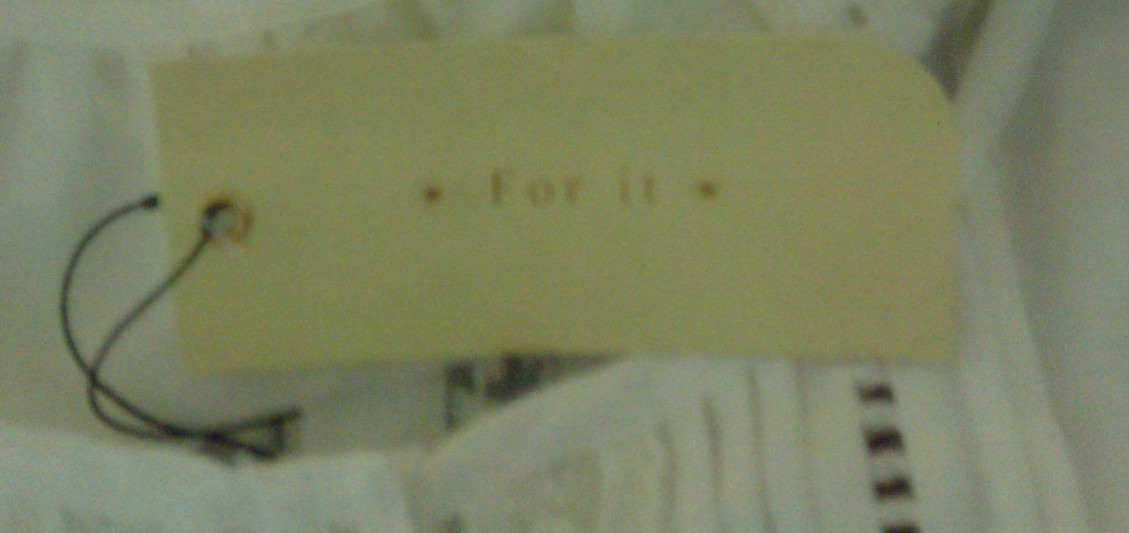 • For it •